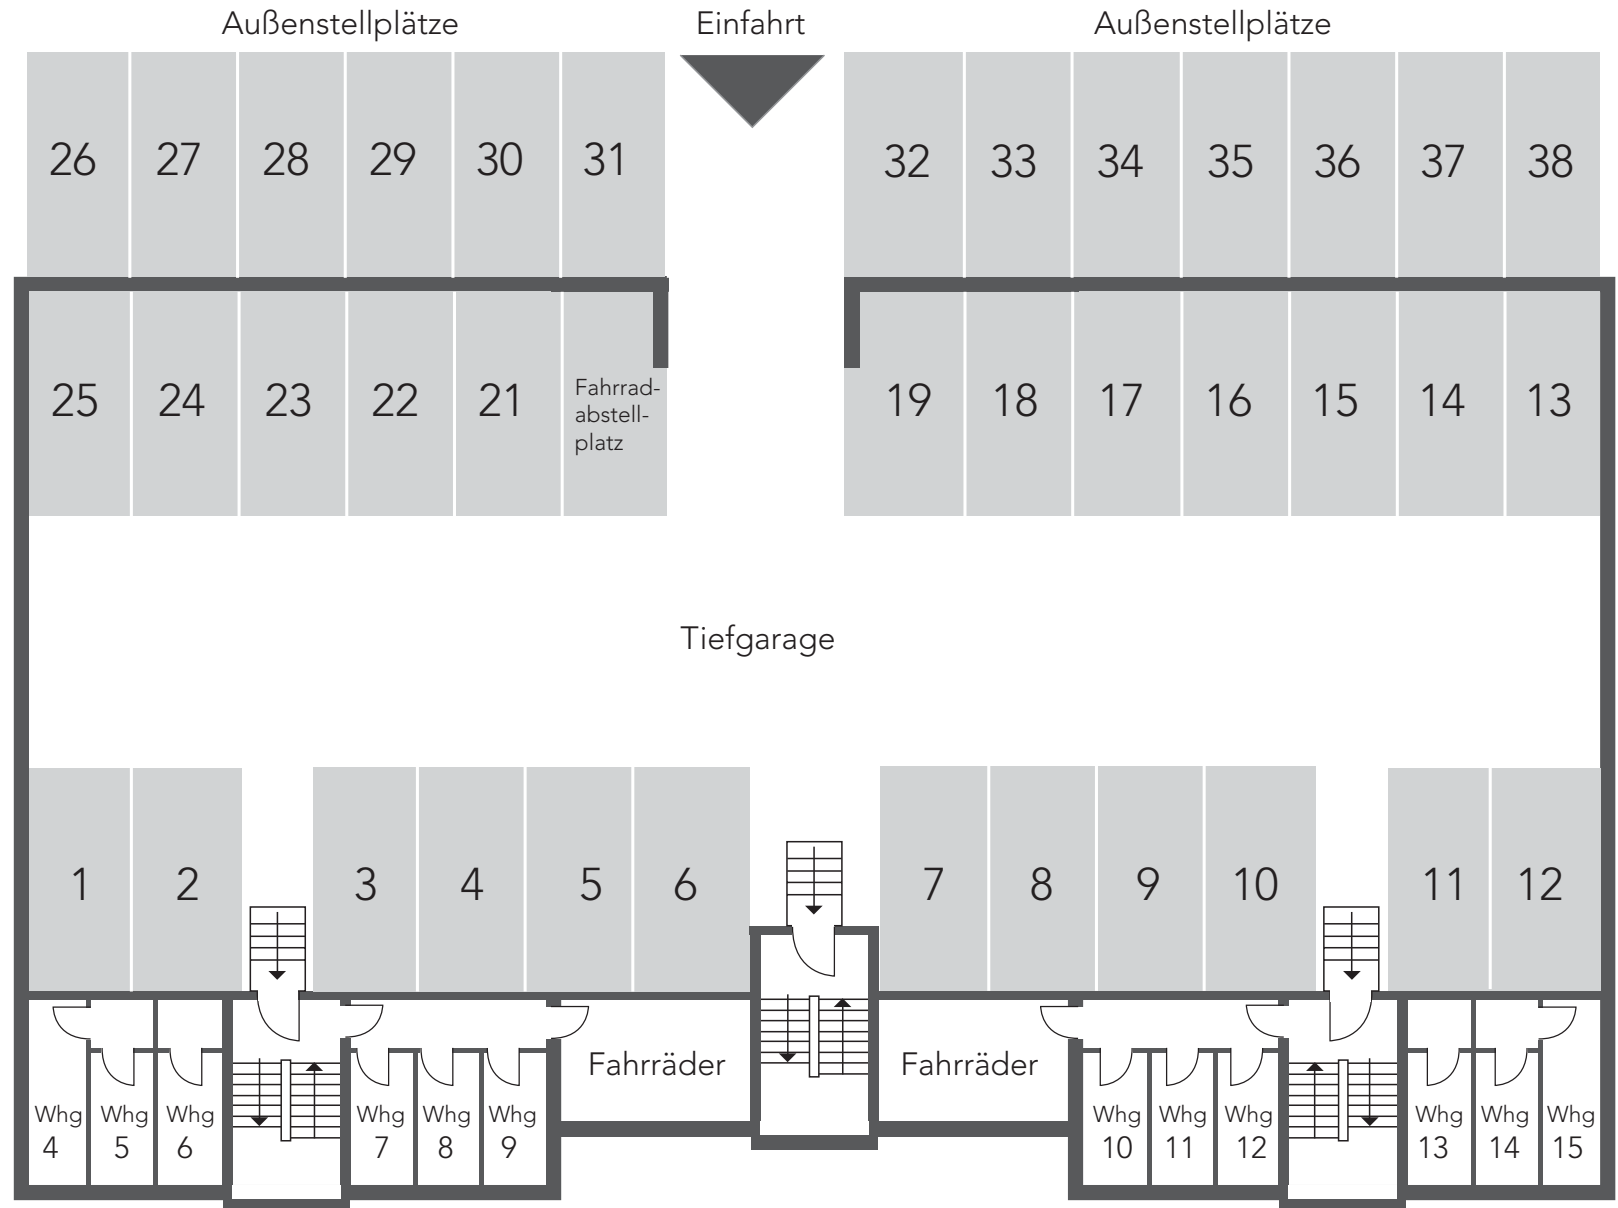 Außenstellplätze
Einfahrt
Außenstellplätze
26 27 28 29 30 31
32 33 34 35 36 37 38
25 24 23 22 21
Fahrrad-
abstell-
platz
19 18 17 16 15 14 13
Tiefgarage
1 2 3 4 5 6
7 8 9 10 11 12
Fahrräder
Fahrräder
Whg
4
Whg
5
Whg
6
Whg
7
Whg
8
Whg
9
Whg
10
Whg
11
Whg
12
Whg
13
Whg
14
Whg
15